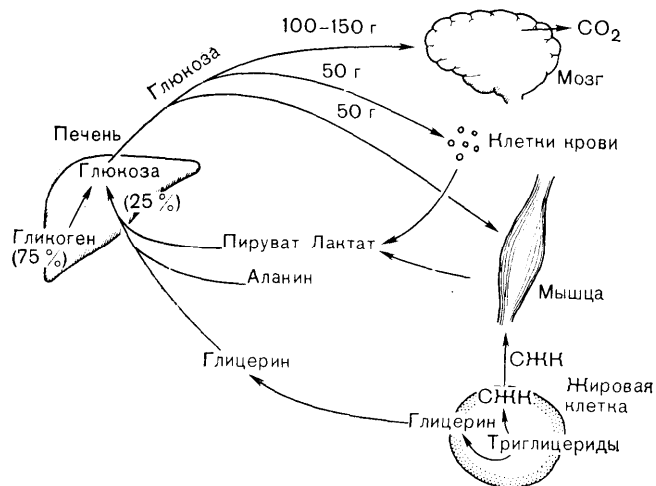 100–150 г
CO₂
Глюкоза
50 г
Мозг
50 г
Печень
Клетки крови
Глюкоза
(25 %)
Гликоген
(75 %)
Пируват Лактат
Аланин
Мышца
Глицерин
СЖК
СЖК
Жировая
клетка
Глицерин
Триглицериды